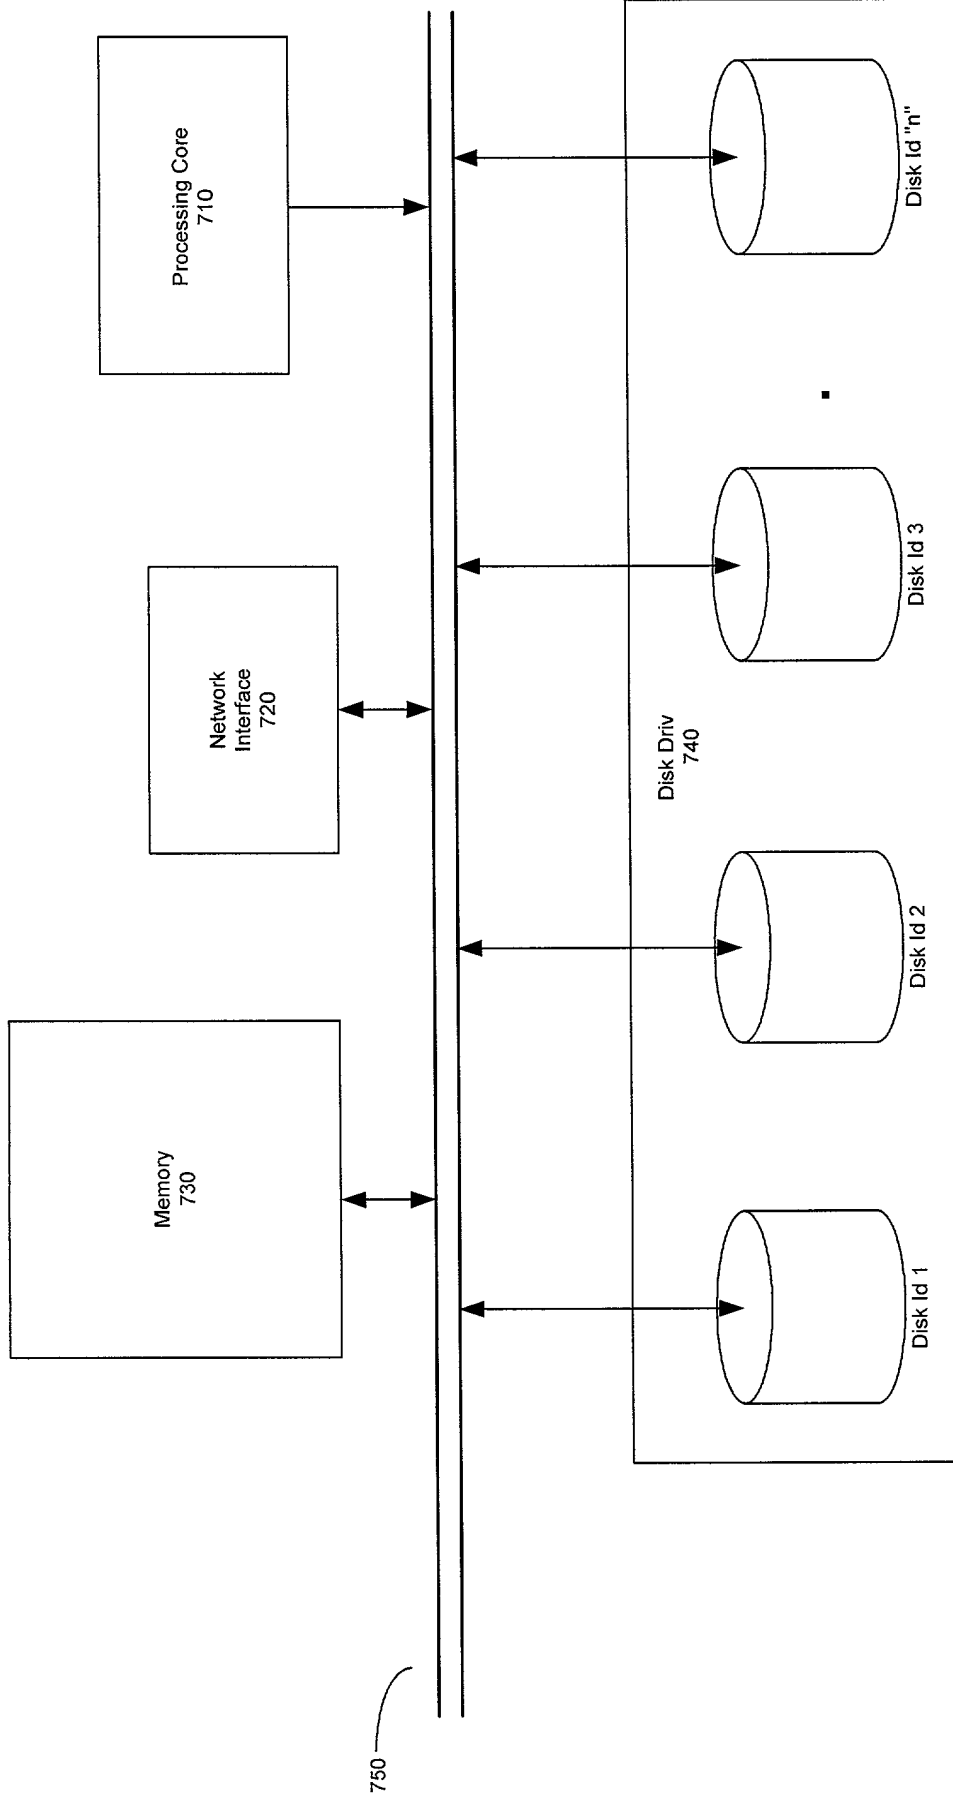 Memory
730
Network
Interface
720
Processing Core
710
750
Disk Driv
740
Disk Id 1
Disk Id 2
Disk Id 3
Disk Id "n"